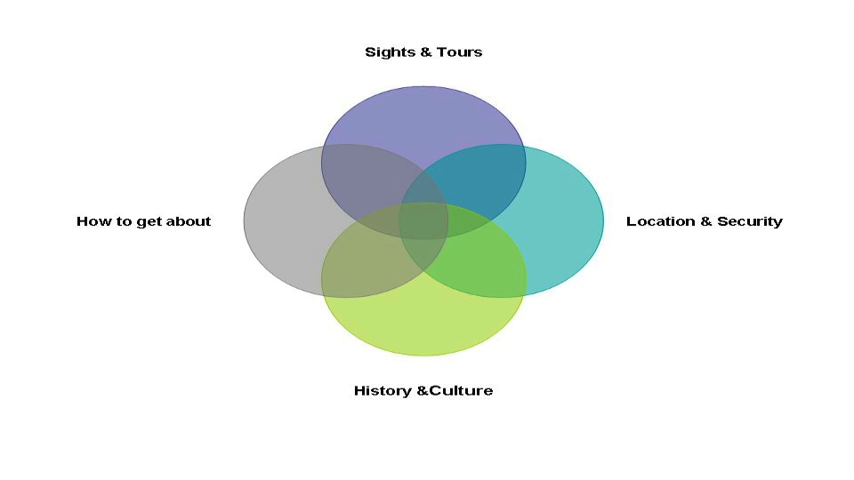 Sights & Tours
How to get about
Location & Security
History &Culture